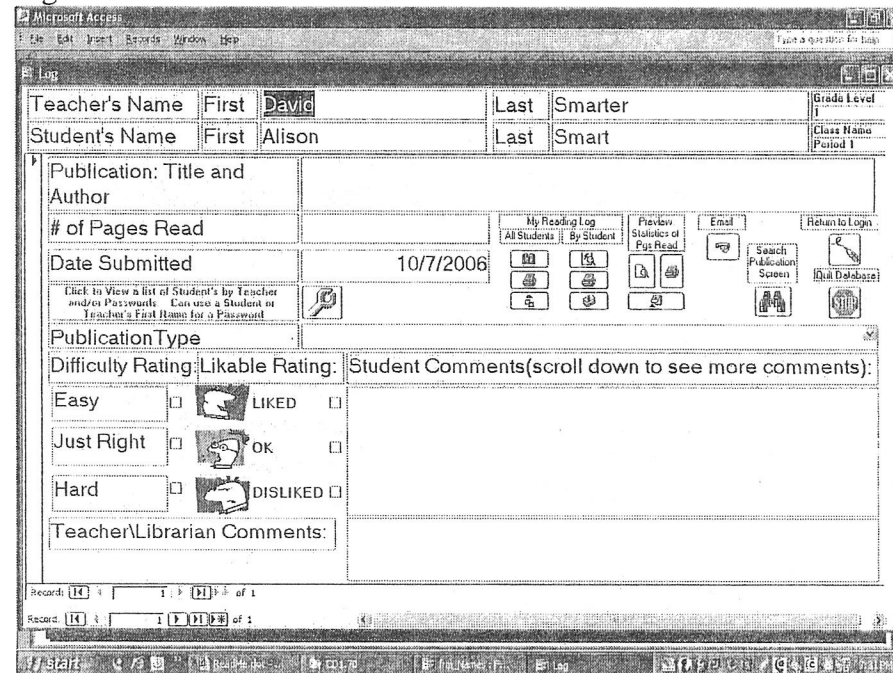 Microsoft Access
File Edit Insert Records Window Help
Type a question for help
Log
Teacher's Name First David Last Smarter
Grade Level
1
Student's Name First Alison Last Smart
Class Name
Period 1
Publication: Title and
Author
# of Pages Read
My Reading Log
All Students By Student
Preview
Statistics of
Pgs Read
Email
Return to Login
Search
Publication
Screen
Quit Database
Date Submitted 10/7/2006
Click to View a list of Student's by Teacher
and/or Passwords Can use a Student or
Teacher's First Name for a Password
PublicationType
Difficulty Rating: Likable Rating: Student Comments(scroll down to see more comments):
Easy LIKED
Just Right OK
Hard DISLIKED
Teacher\Librarian Comments:
Record: 1 of 1
Record: 1 of 1
start ReadMe.doc CD1.70 Log